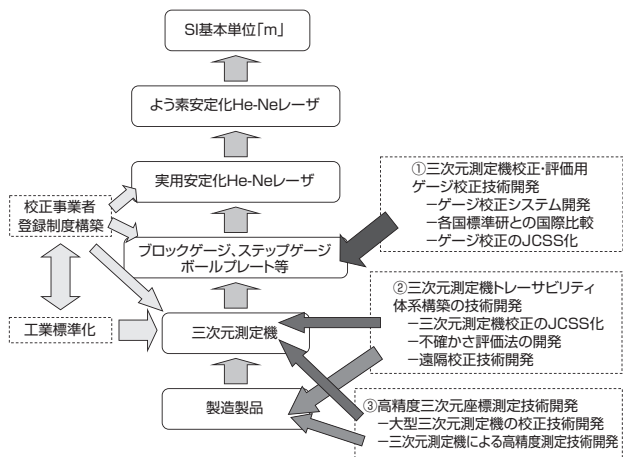 SI基本単位「m」
よう素安定化He-Neレーザ
実用安定化He-Neレーザ
ブロックゲージ、ステップゲージ
ボールプレート等
三次元測定機
製造製品
校正事業者
登録制度構築
工業標準化
①三次元測定機校正・評価用
ゲージ校正技術開発
－ゲージ校正システム開発
－各国標準研との国際比較
－ゲージ校正のJCSS化
②三次元測定機トレーサビリティ
体系構築の技術開発
－三次元測定機校正のJCSS化
－不確かさ評価法の開発
－遠隔校正技術開発
③高精度三次元座標測定技術開発
－大型三次元測定機の校正技術開発
－三次元測定機による高精度測定技術開発